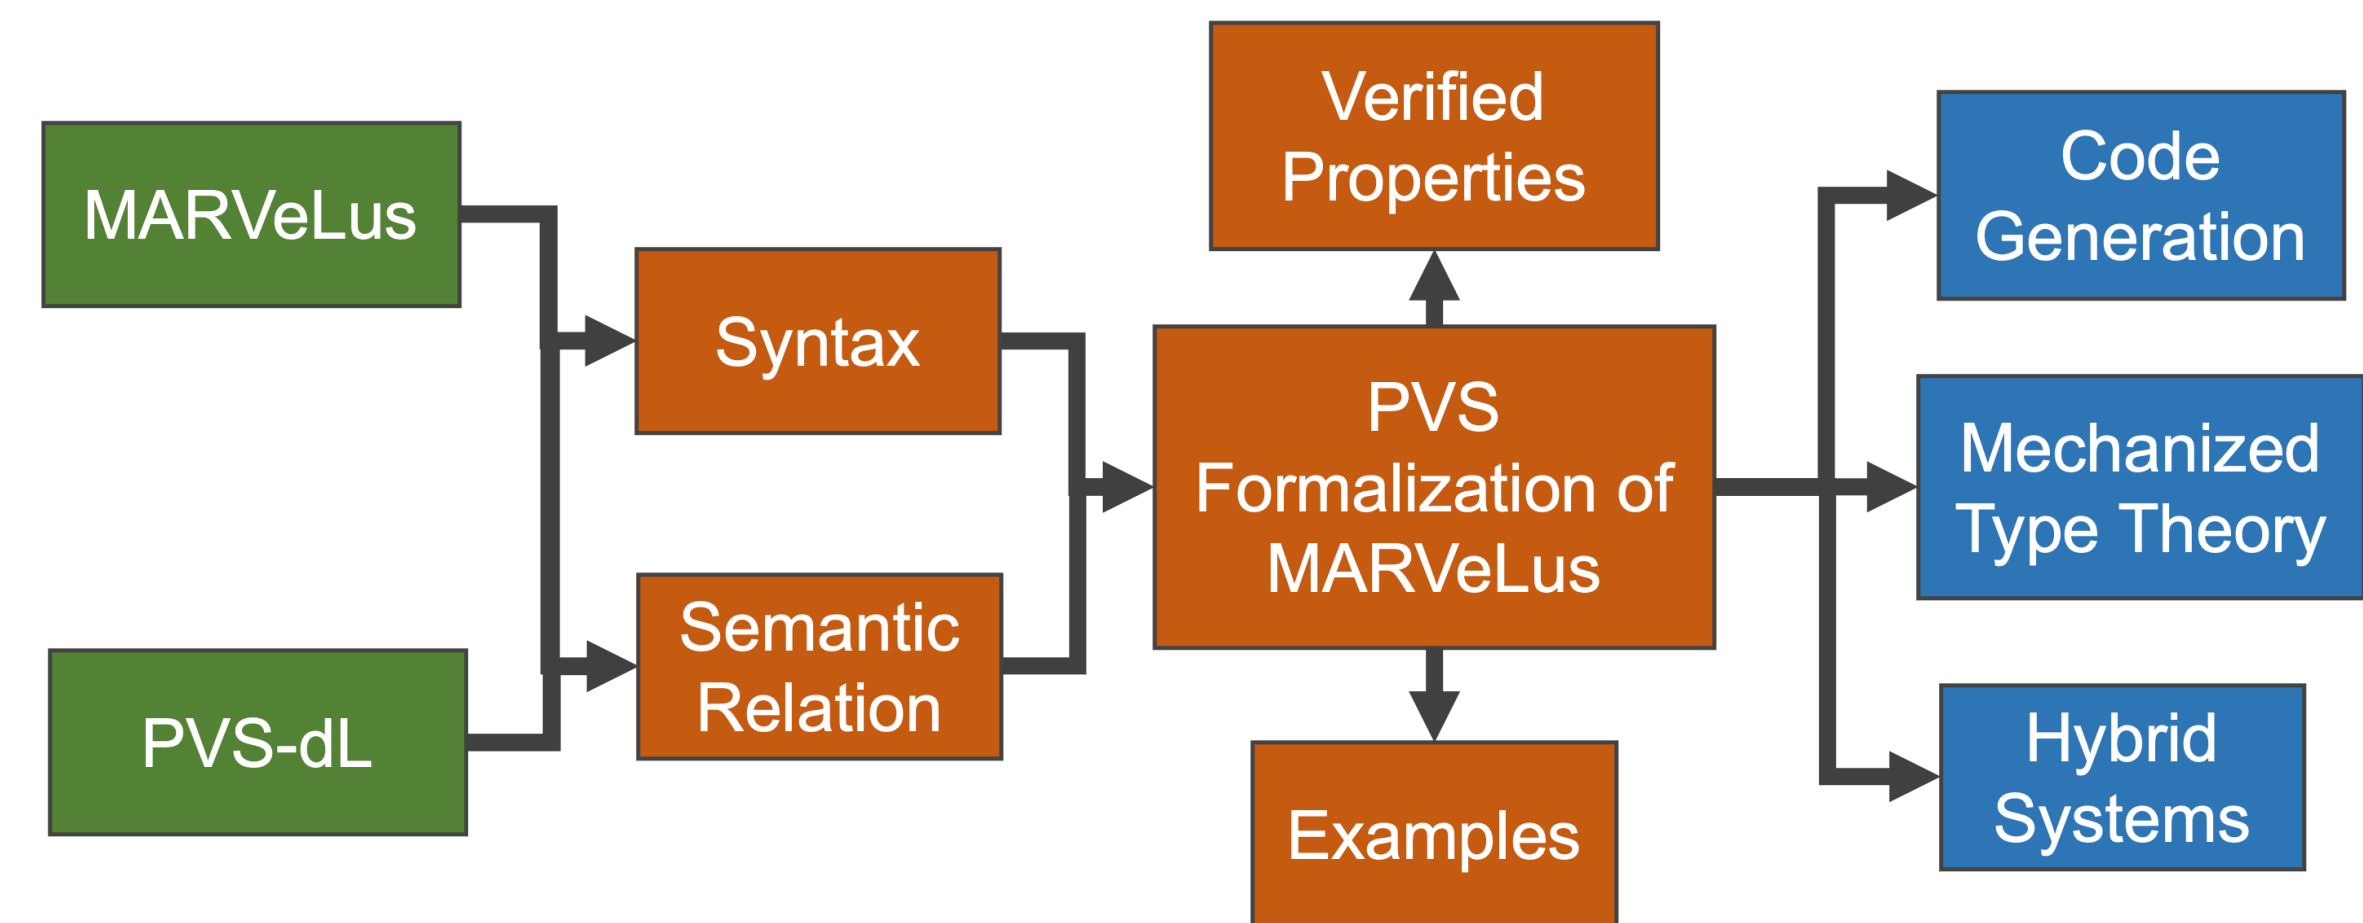 MARVeLus
PVS-dL
Syntax
Semantic
Relation
Verified
Properties
PVS
Formalization of
MARVeLus
Examples
Code
Generation
Mechanized
Type Theory
Hybrid
Systems